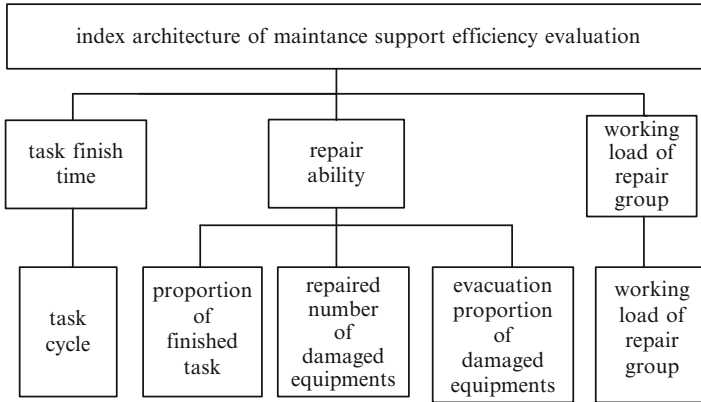 index architecture of maintance support efficiency evaluation
task finish
time
repair
ability
working
load of
repair
group
task
cycle
proportion
of
finished
task
repaired
number
of
damaged
equipments
evacuation
proportion
of
damaged
equipments
working
load of
repair
group